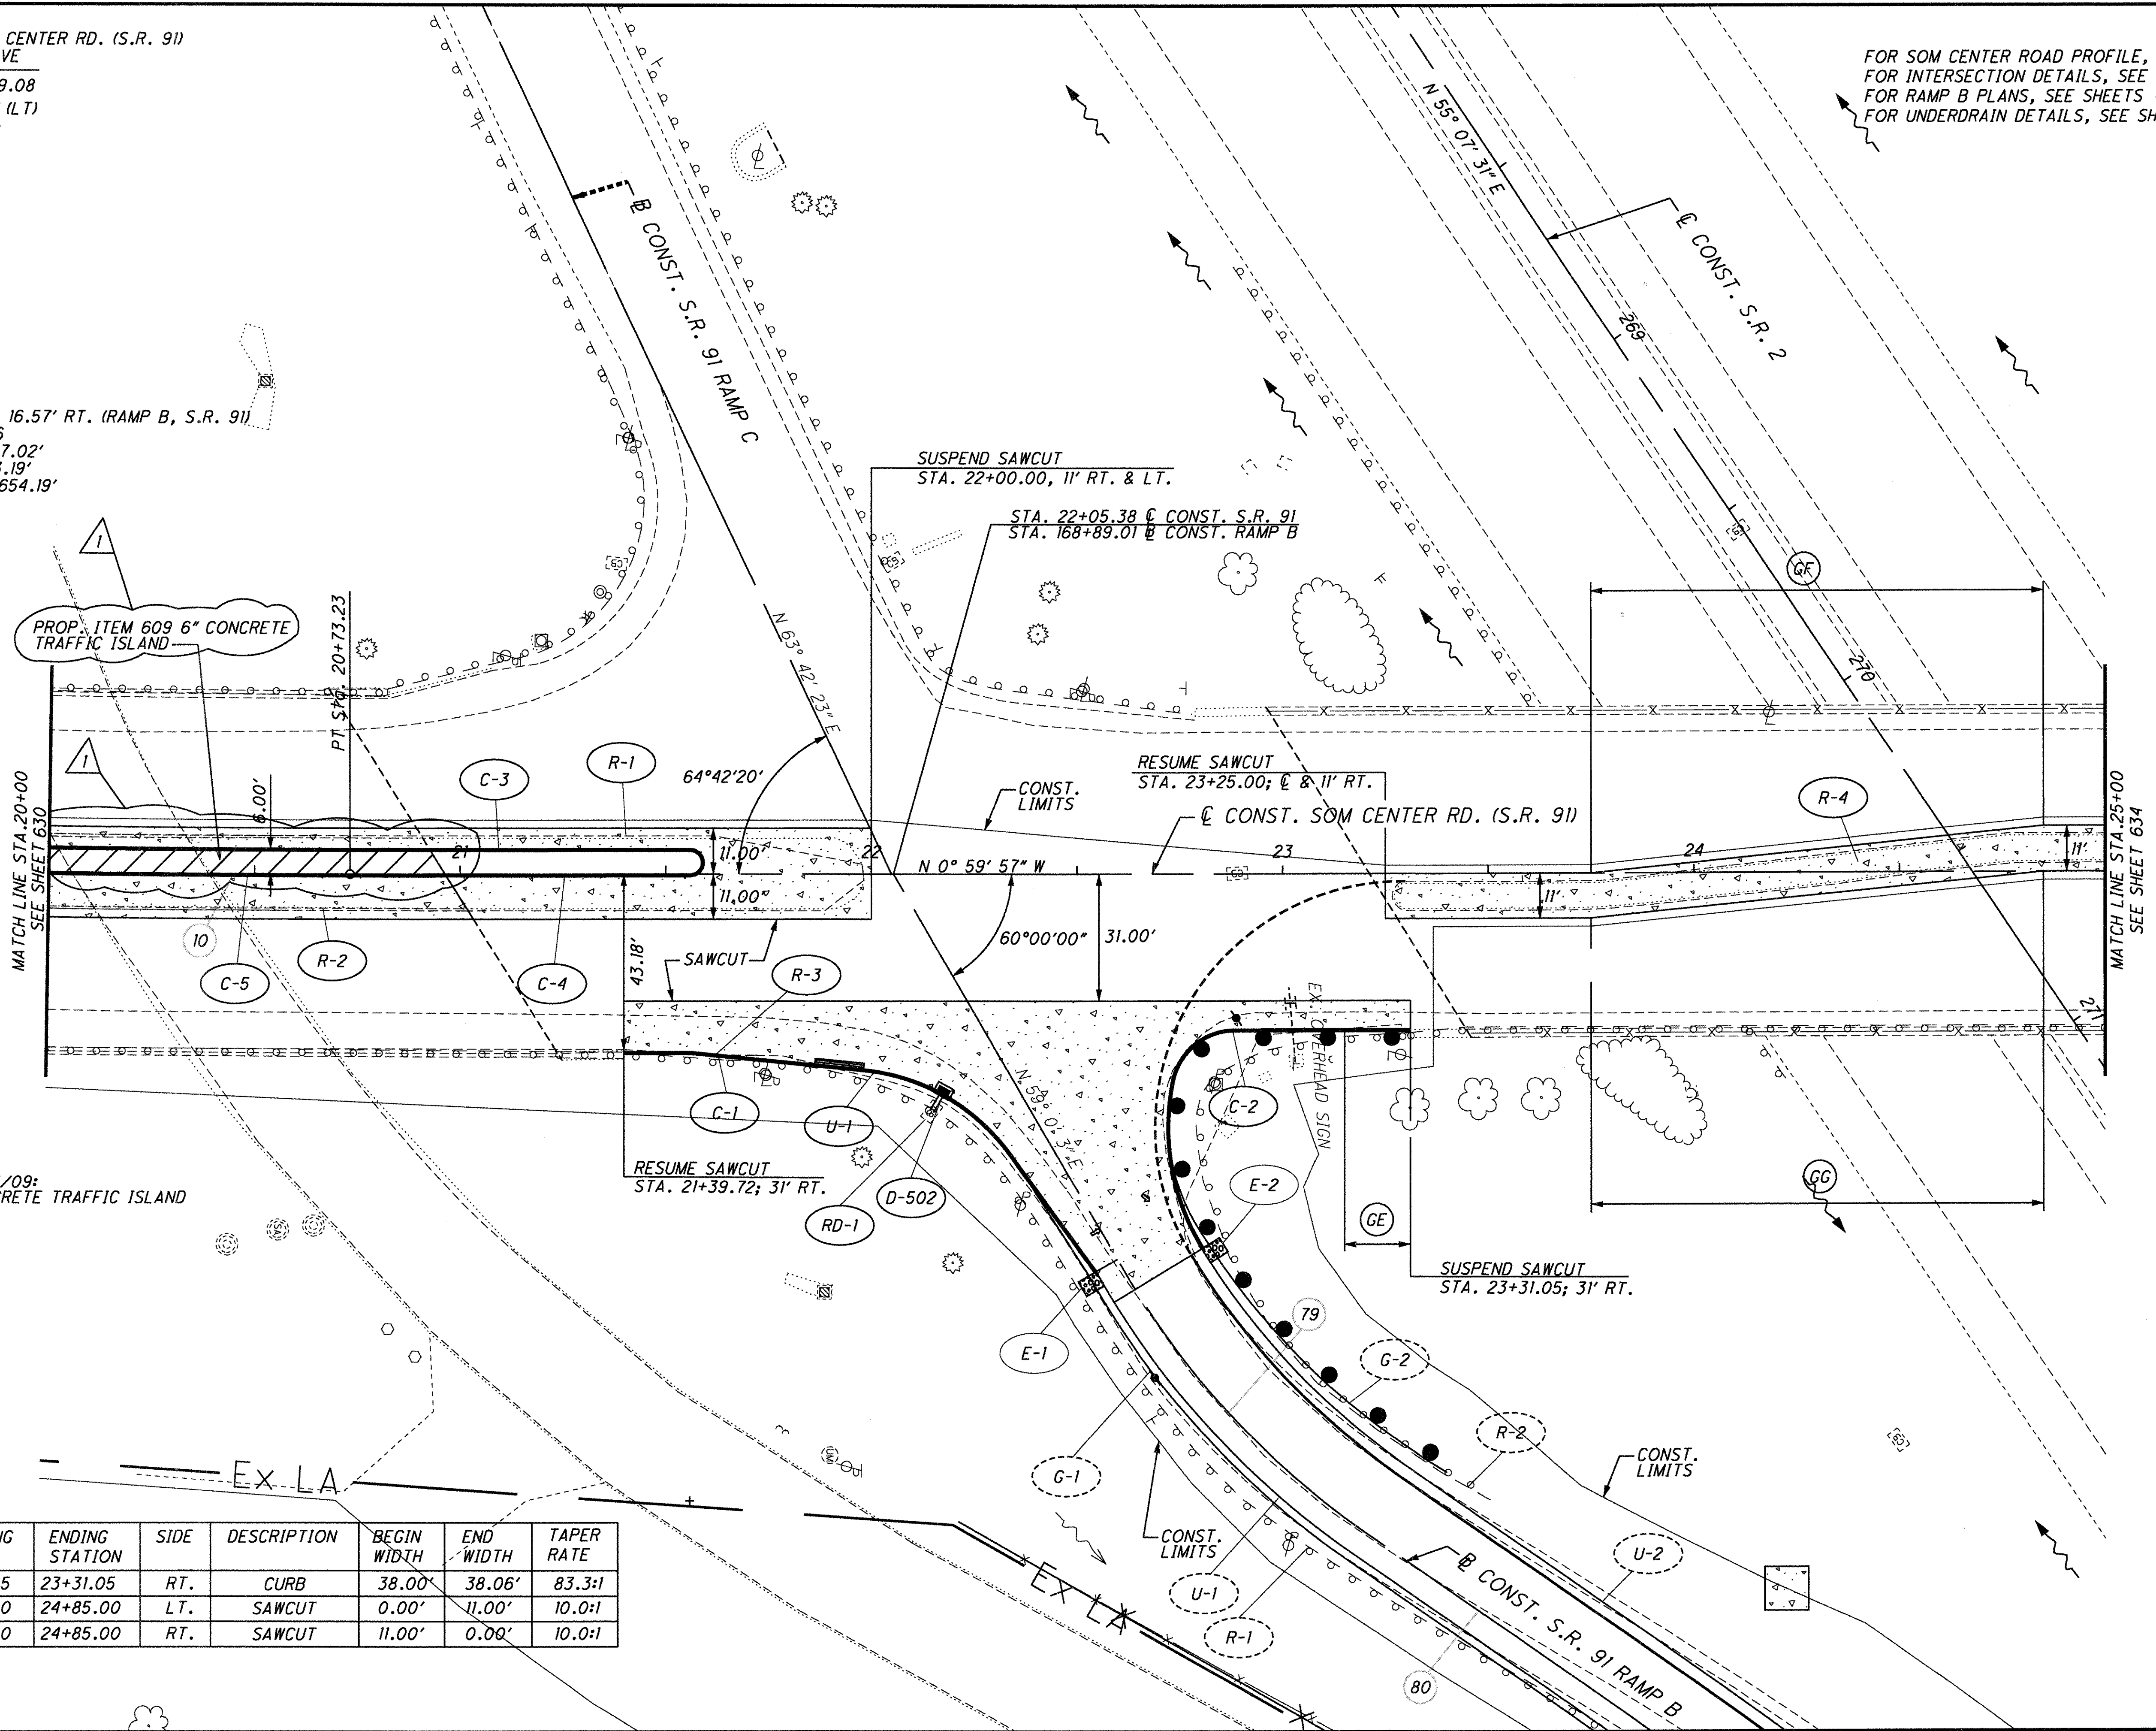 CENTER RD. (S.R. 91)
VE
9.08
(LT)
FOR SOM CENTER ROAD PROFILE,
FOR INTERSECTION DETAILS, SEE
FOR RAMP B PLANS, SEE SHEETS
FOR UNDERDRAIN DETAILS, SEE SH
N 55° 07' 31" E
℄ CONST. S.R. 2
269
270
271
B CONST. S.R. 91 RAMP C
16.57' RT. (RAMP B, S.R. 91)
7.02'
.19'
654.19'
SUSPEND SAWCUT
STA. 22+00.00, 11' RT. & LT.
STA. 22+05.38 ℄ CONST. S.R. 91
STA. 168+89.01 B CONST. RAMP B
1
PROP. ITEM 609 6" CONCRETE
TRAFFIC ISLAND
PT Sta. 20+73.23
N 63° 42' 23" E
GF
1
6.00'
C-3
R-1
64°42'20'
CONST.
LIMITS
RESUME SAWCUT
STA. 23+25.00; ℄ & 11' RT.
℄ CONST. SOM CENTER RD. (S.R. 91)
R-4
MATCH LINE STA.20+00
SEE SHEET 630
MATCH LINE STA.25+00
SEE SHEET 634
21
22
23
24
11.00'
11.00"
N 0° 59' 57" W
11'
11'
10
C-5
R-2
C-4
43.18'
SAWCUT
R-3
60°00'00"
31.00'
EX. OVERHEAD SIGN
C-1
U-1
C-2
N 59° 0' 3" E
RESUME SAWCUT
STA. 21+39.72; 31' RT.
RD-1
D-502
E-2
GE
GG
/09:
CRETE TRAFFIC ISLAND
SUSPEND SAWCUT
STA. 23+31.05; 31' RT.
E-1
79
G-2
R-2
G-1
CONST.
LIMITS
CONST.
LIMITS
U-1
U-2
R-1
80
B CONST. S.R. 91 RAMP B
Ex LA
Ex LA
NG ENDING STATION SIDE DESCRIPTION BEGIN WIDTH END WIDTH TAPER RATE
5 23+31.05 RT. CURB 38.00' 38.06' 83.3:1
0 24+85.00 LT. SAWCUT 0.00' 11.00' 10.0:1
0 24+85.00 RT. SAWCUT 11.00' 0.00' 10.0:1